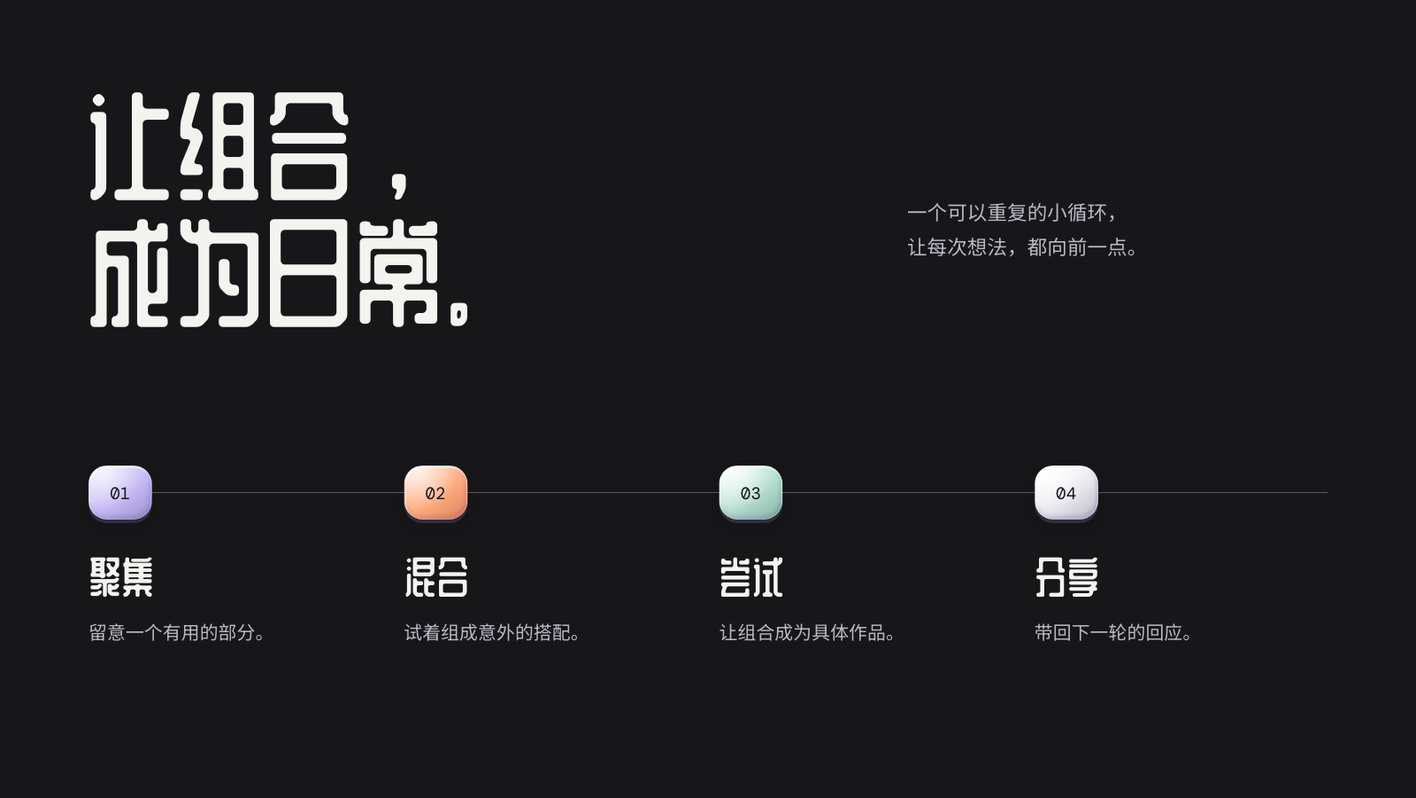 让组合，
成为日常。
一个可以重复的小循环，
让每次想法，都向前一点。
01
02
03
04
聚集
混合
尝试
分享
留意一个有用的部分。
试着组成意外的搭配。
让组合成为具体作品。
带回下一轮的回应。